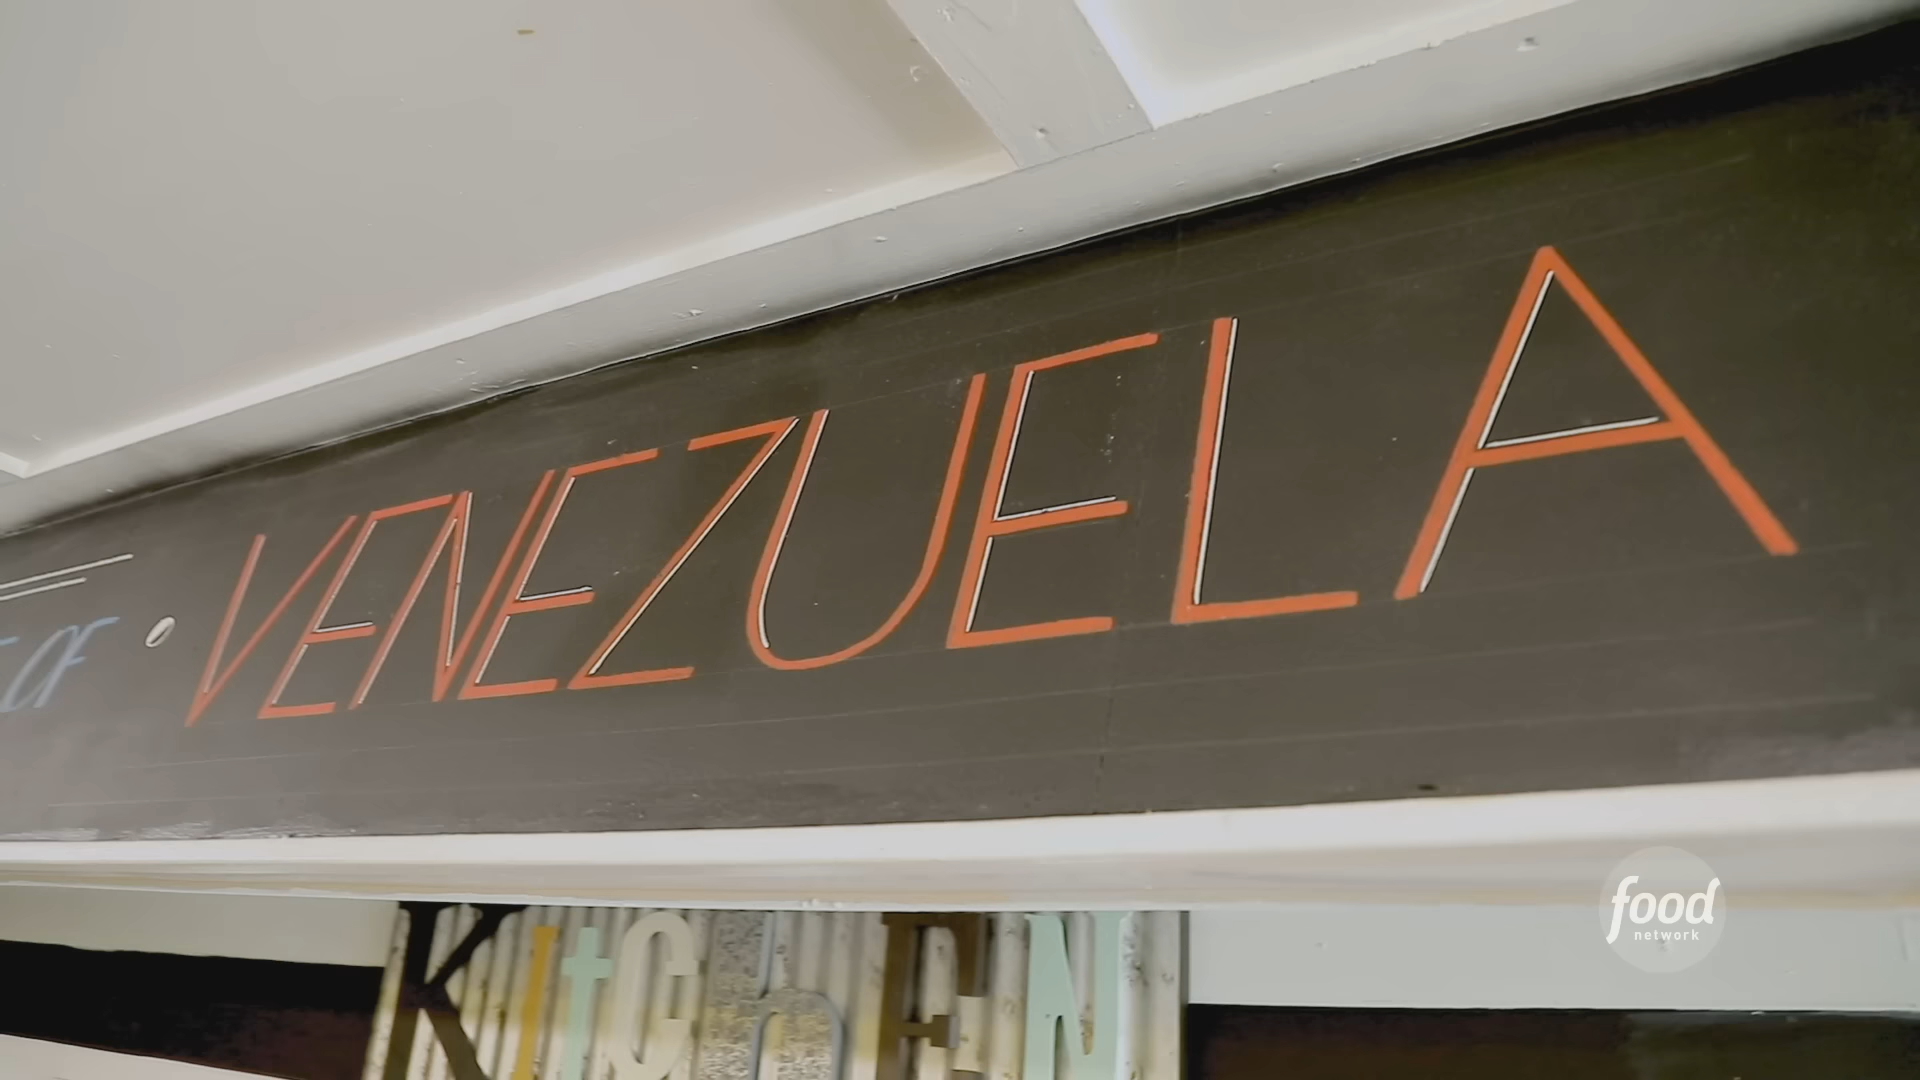 OF • VENEZUELA
KitchEN
food
network